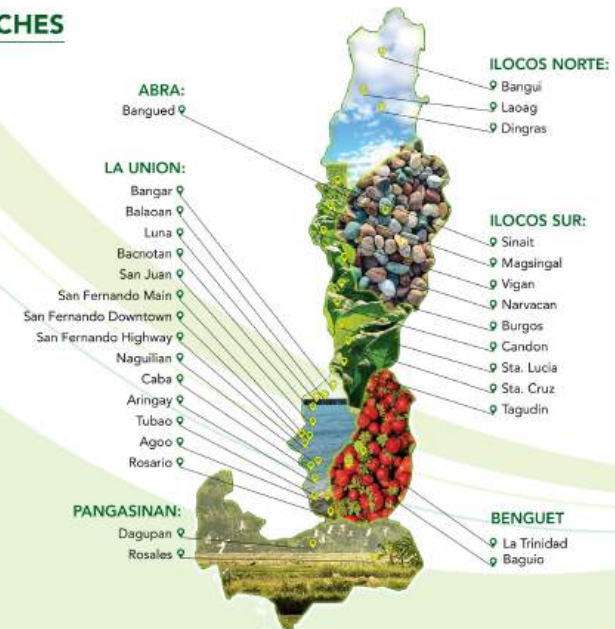 CHES
ABRA:
Bangued
LA UNION:
Bangar
Balaoan
Luna
Bacnotan
San Juan
San Fernando Main
San Fernando Downtown
San Fernando Highway
Naguilian
Caba
Aringay
Tubao
Agoo
Rosario
PANGASINAN:
Dagupan
Rosales
ILOCOS NORTE:
Bangui
Laoag
Dingras
ILOCOS SUR:
Sinait
Magsingal
Vigan
Narvacan
Burgos
Candon
Sta. Lucia
Sta. Cruz
Tagudin
BENGUET
La Trinidad
Baguio